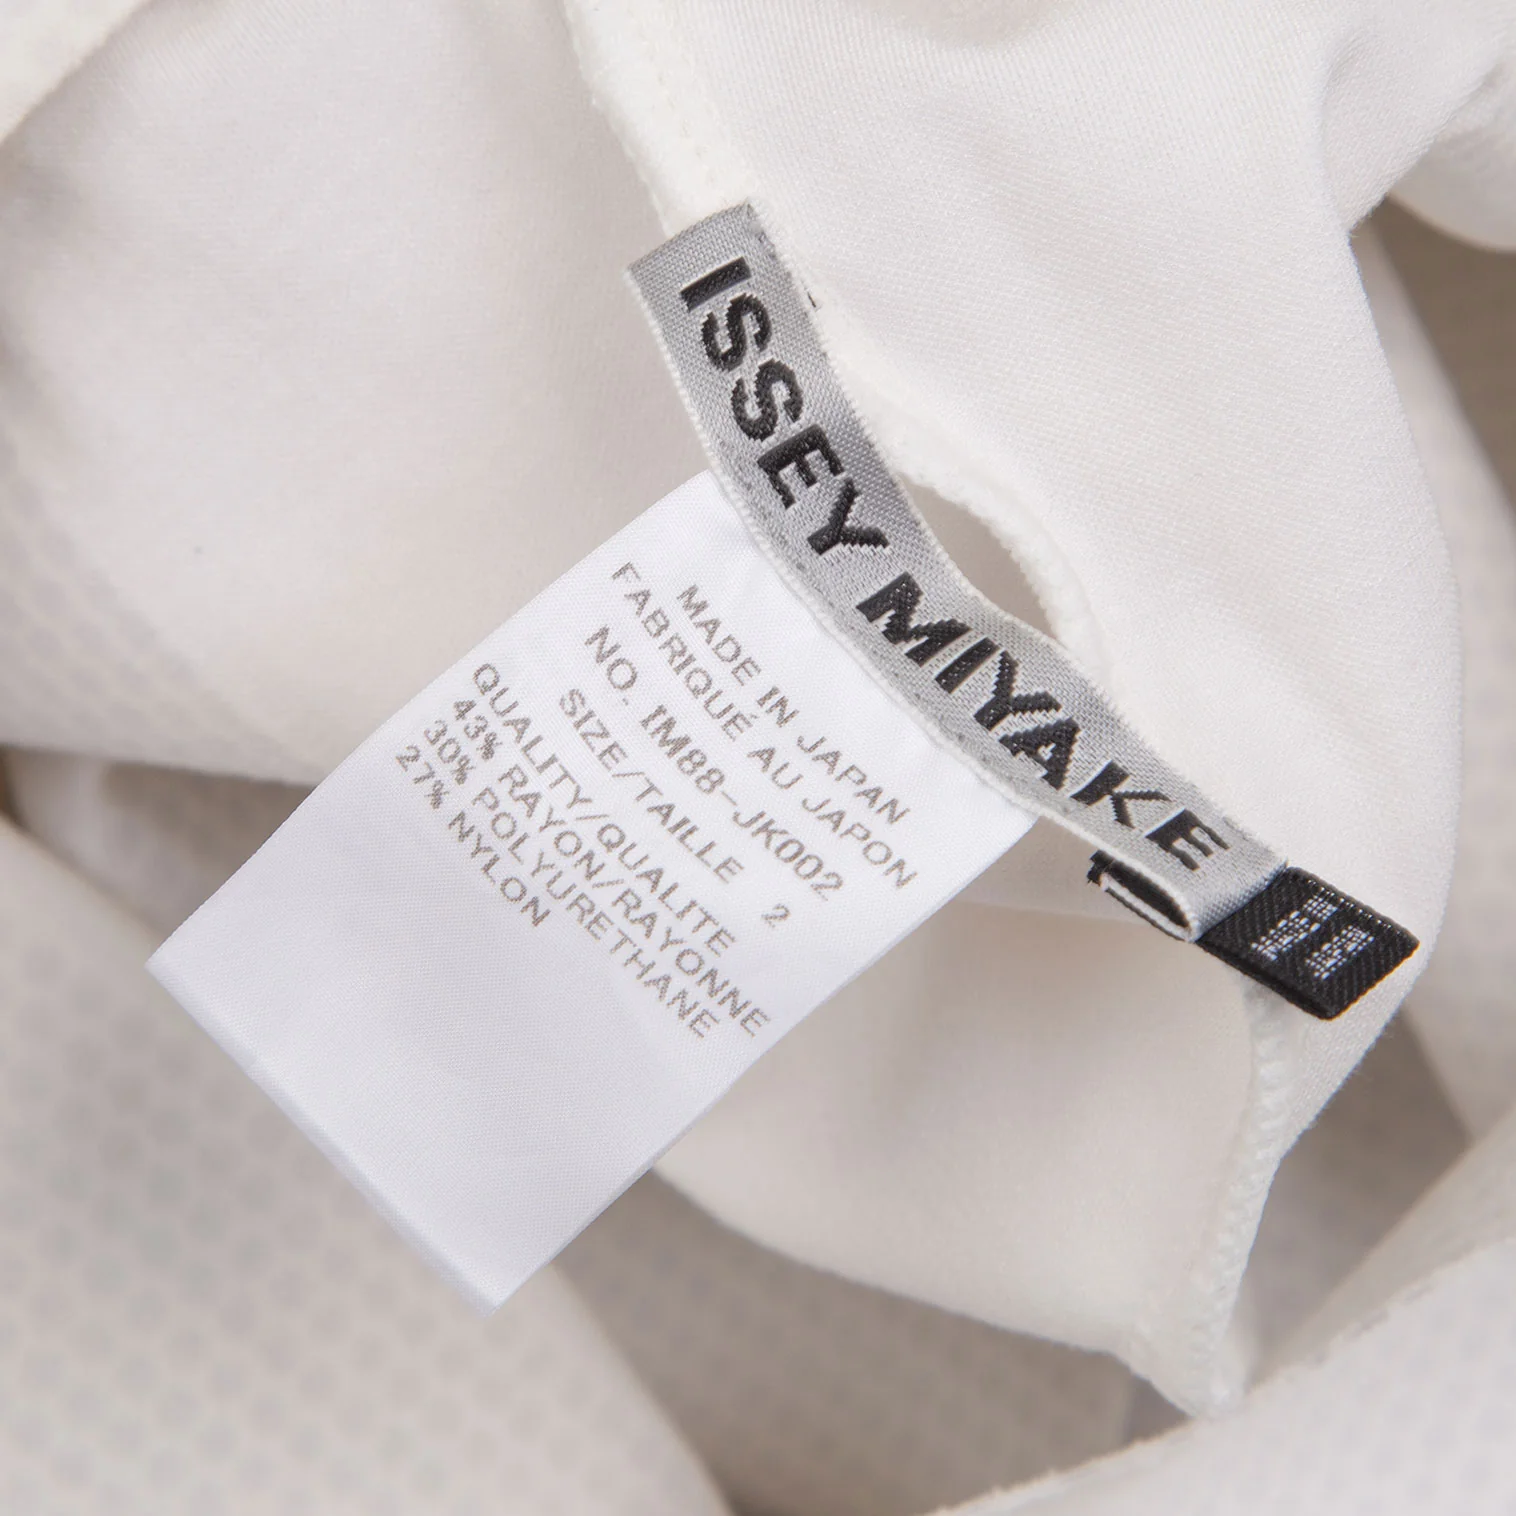 ISSEY MIYAKE
MADE IN JAPAN
FABRIQUÉ AU JAPON
NO. IM88-JK002
SIZE/TAILLE 2
QUALITY/QUALITE
43% RAYON/RAYONNE
30% POLYURETHANE
27% NYLON